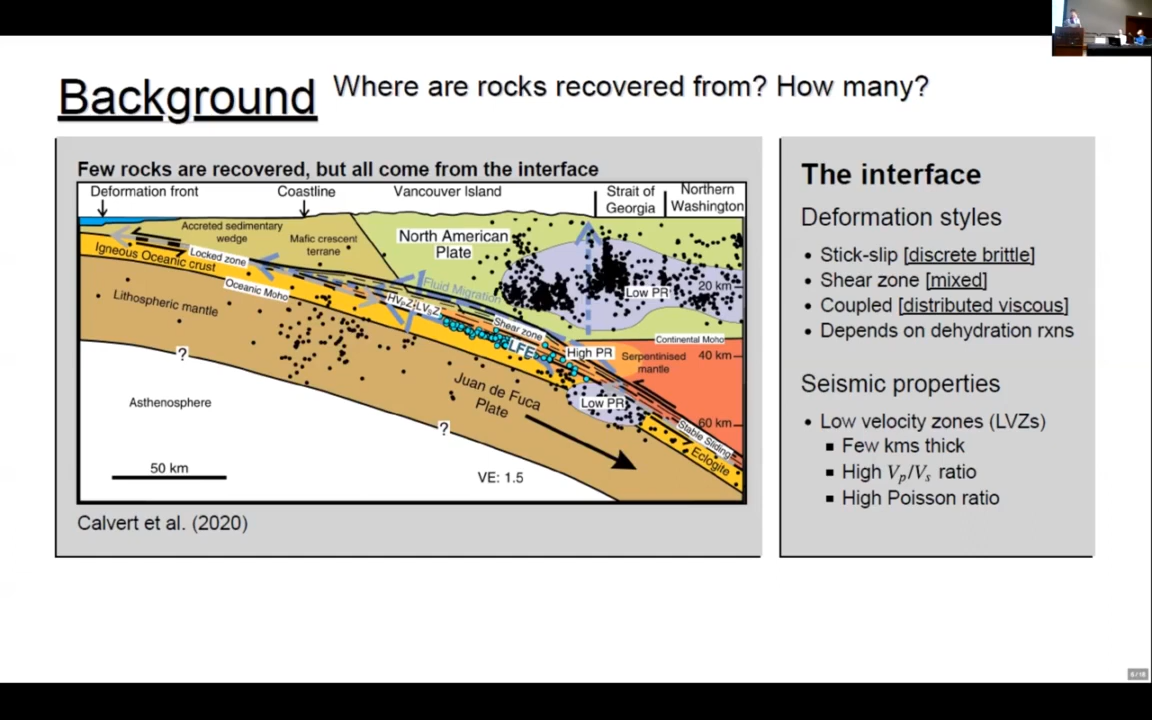 Background
Where are rocks recovered from? How many?
Few rocks are recovered, but all come from the interface
Deformation front
Coastline
Vancouver Island
Strait of
Georgia
Northern
Washington
Accreted sedimentary
wedge
Mafic crescent
terrane
North American
Plate
Igneous Oceanic crust
Locked zone
Oceanic Moho
Fluid Migration
HVpZ+LVsZ
Low PR
20 km
Lithospheric mantle
Shear zone
LFE
High PR
Continental Moho
Serpentinised
mantle
40 km
?
Juan de Fuca
Plate
Low PR
60 km
Stable Sliding
Eclogite
Asthenosphere
?
50 km
VE: 1.5
Calvert et al. (2020)
The interface
Deformation styles
• Stick-slip [discrete brittle]
• Shear zone [mixed]
• Coupled [distributed viscous]
• Depends on dehydration rxns
Seismic properties
• Low velocity zones (LVZs)
▪ Few kms thick
▪ High Vp/Vs ratio
▪ High Poisson ratio